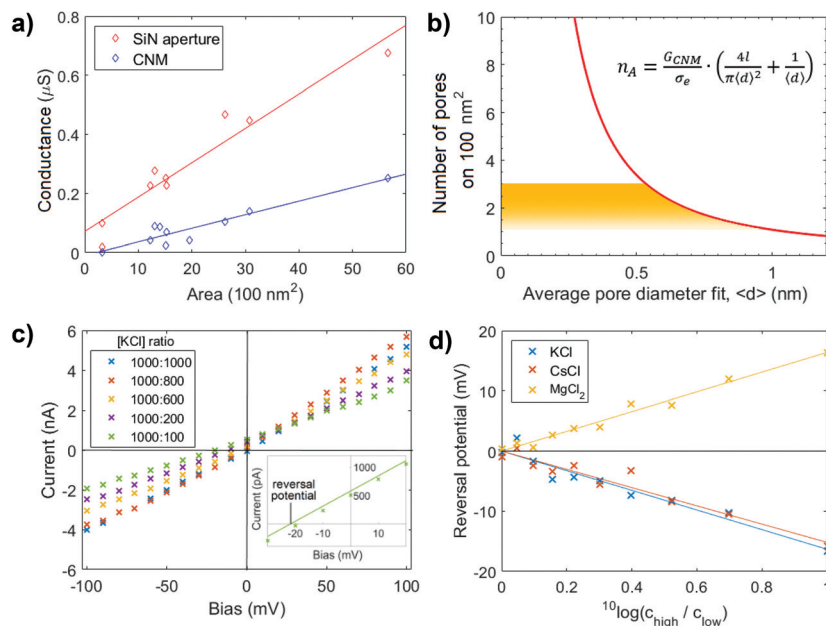 a)
SiN aperture
CNM
Conductance (μS)
0.8
0.6
0.4
0.2
0
0
10
20
30
40
50
60
Area (100 nm²)
b)
n_A = G_CNM / σ_e · ( 4l / π⟨d⟩² + 1 / ⟨d⟩ )
Number of pores
on 100 nm²
10
8
6
4
2
0
0
0.5
1
Average pore diameter fit, <d> (nm)
c)
[KCl] ratio
1000:1000
1000:800
1000:600
1000:200
1000:100
Current (nA)
6
4
2
0
-2
-4
-6
-100
-50
0
50
100
Bias (mV)
Current (pA)
reversal
potential
1000
500
-20
-10
10
Bias (mV)
d)
KCl
CsCl
MgCl₂
Reversal potential (mV)
20
10
0
-10
-20
0
0.2
0.4
0.6
0.8
1
¹⁰log(c_high / c_low)